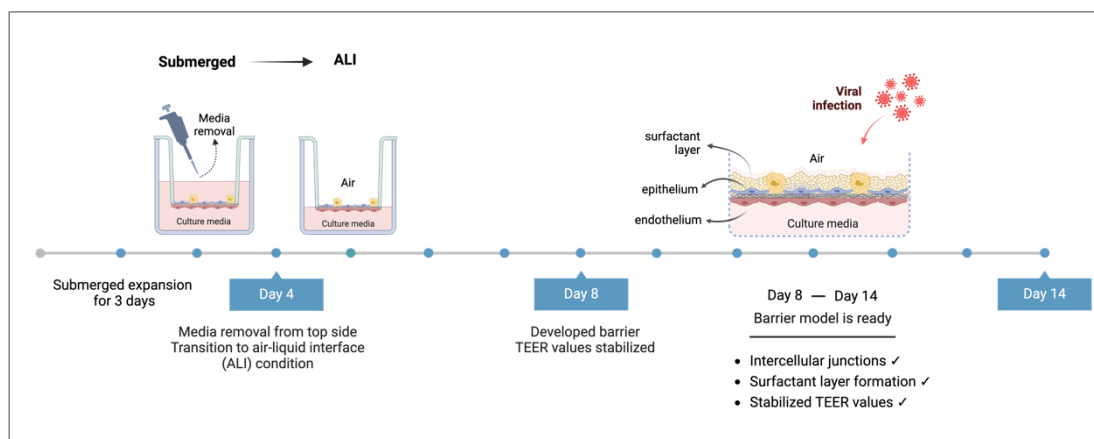 Submerged
ALI
Media
removal
Culture media
Air
Culture media
Viral
infection
surfactant
layer
Air
epithelium
endothelium
Culture media
Submerged expansion
for 3 days
Day 4
Media removal from top side
Transition to air-liquid interface
(ALI) condition
Day 8
Developed barrier
TEER values stabilized
Day 8 — Day 14
Barrier model is ready
• Intercellular junctions ✓
• Surfactant layer formation ✓
• Stabilized TEER values ✓
Day 14